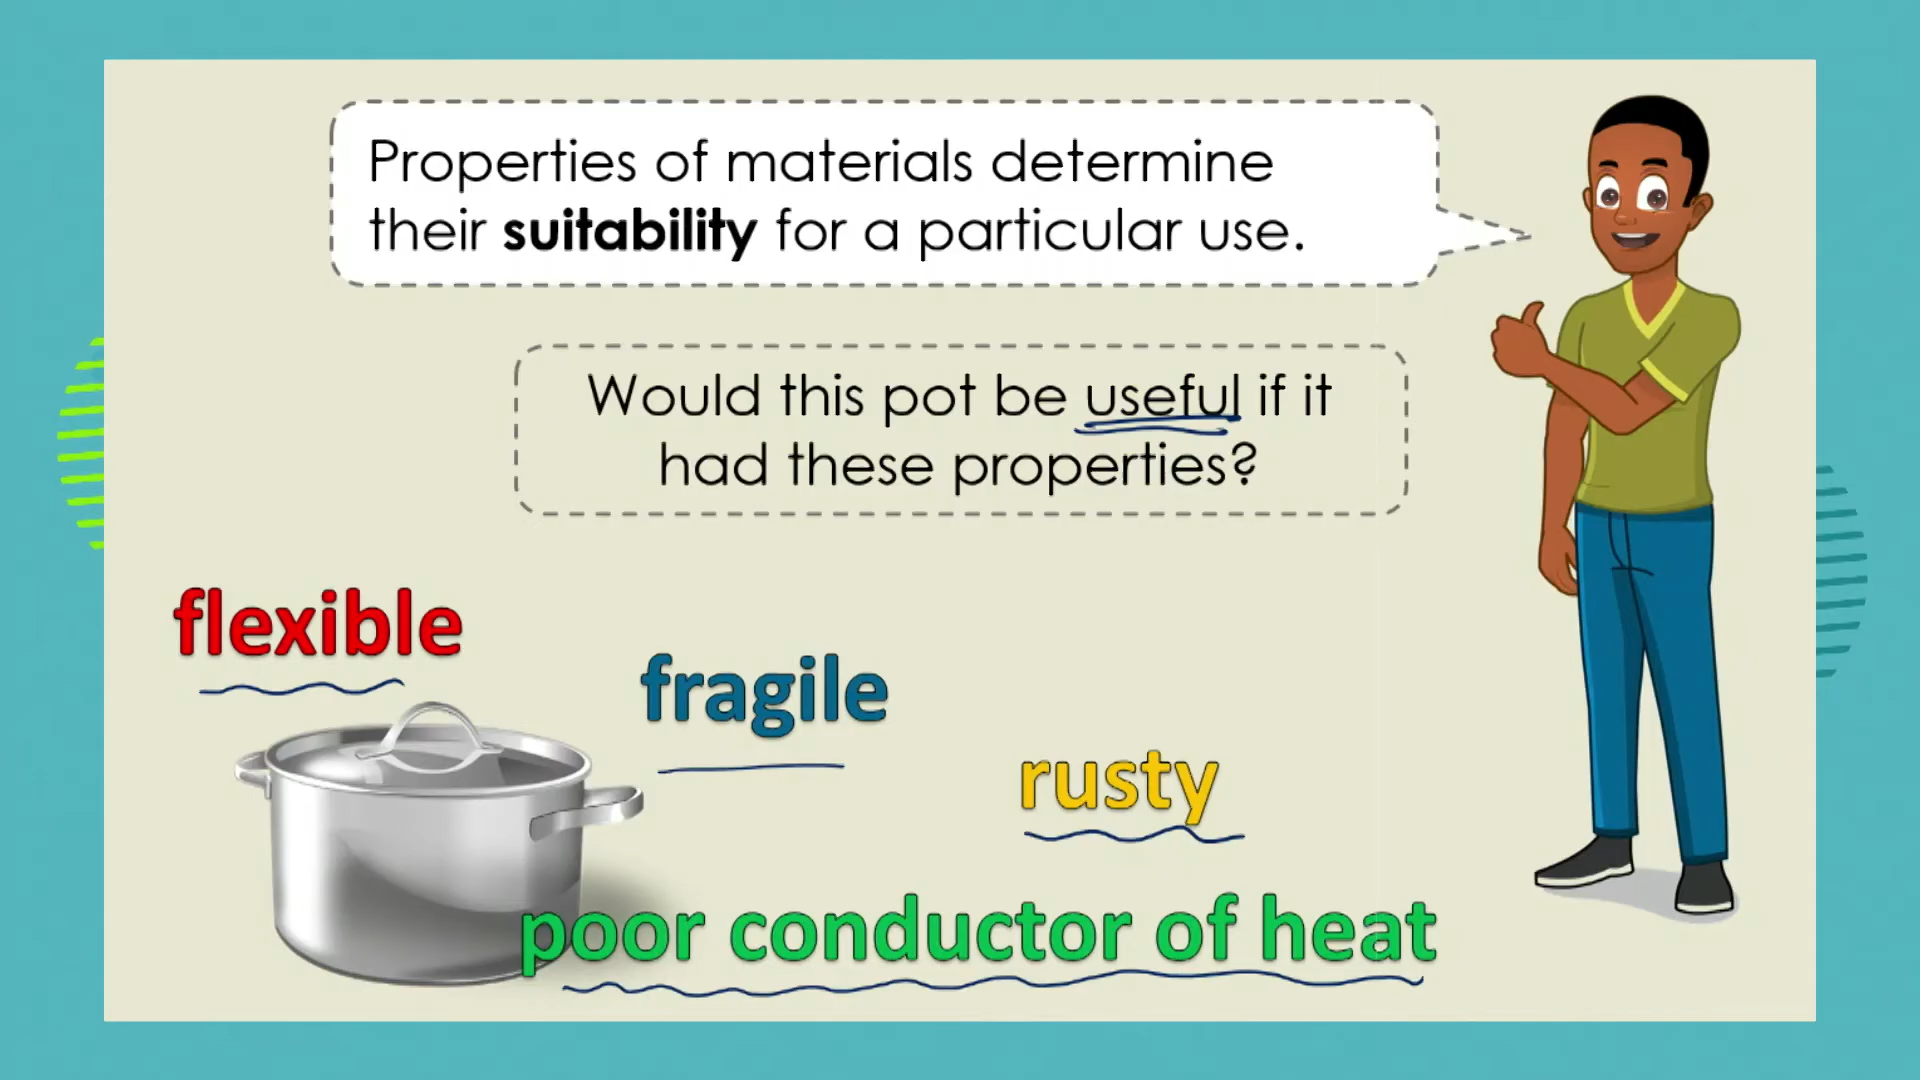 Properties of materials determine
their suitability for a particular use.
Would this pot be useful if it
had these properties?
flexible
fragile
rusty
poor conductor of heat